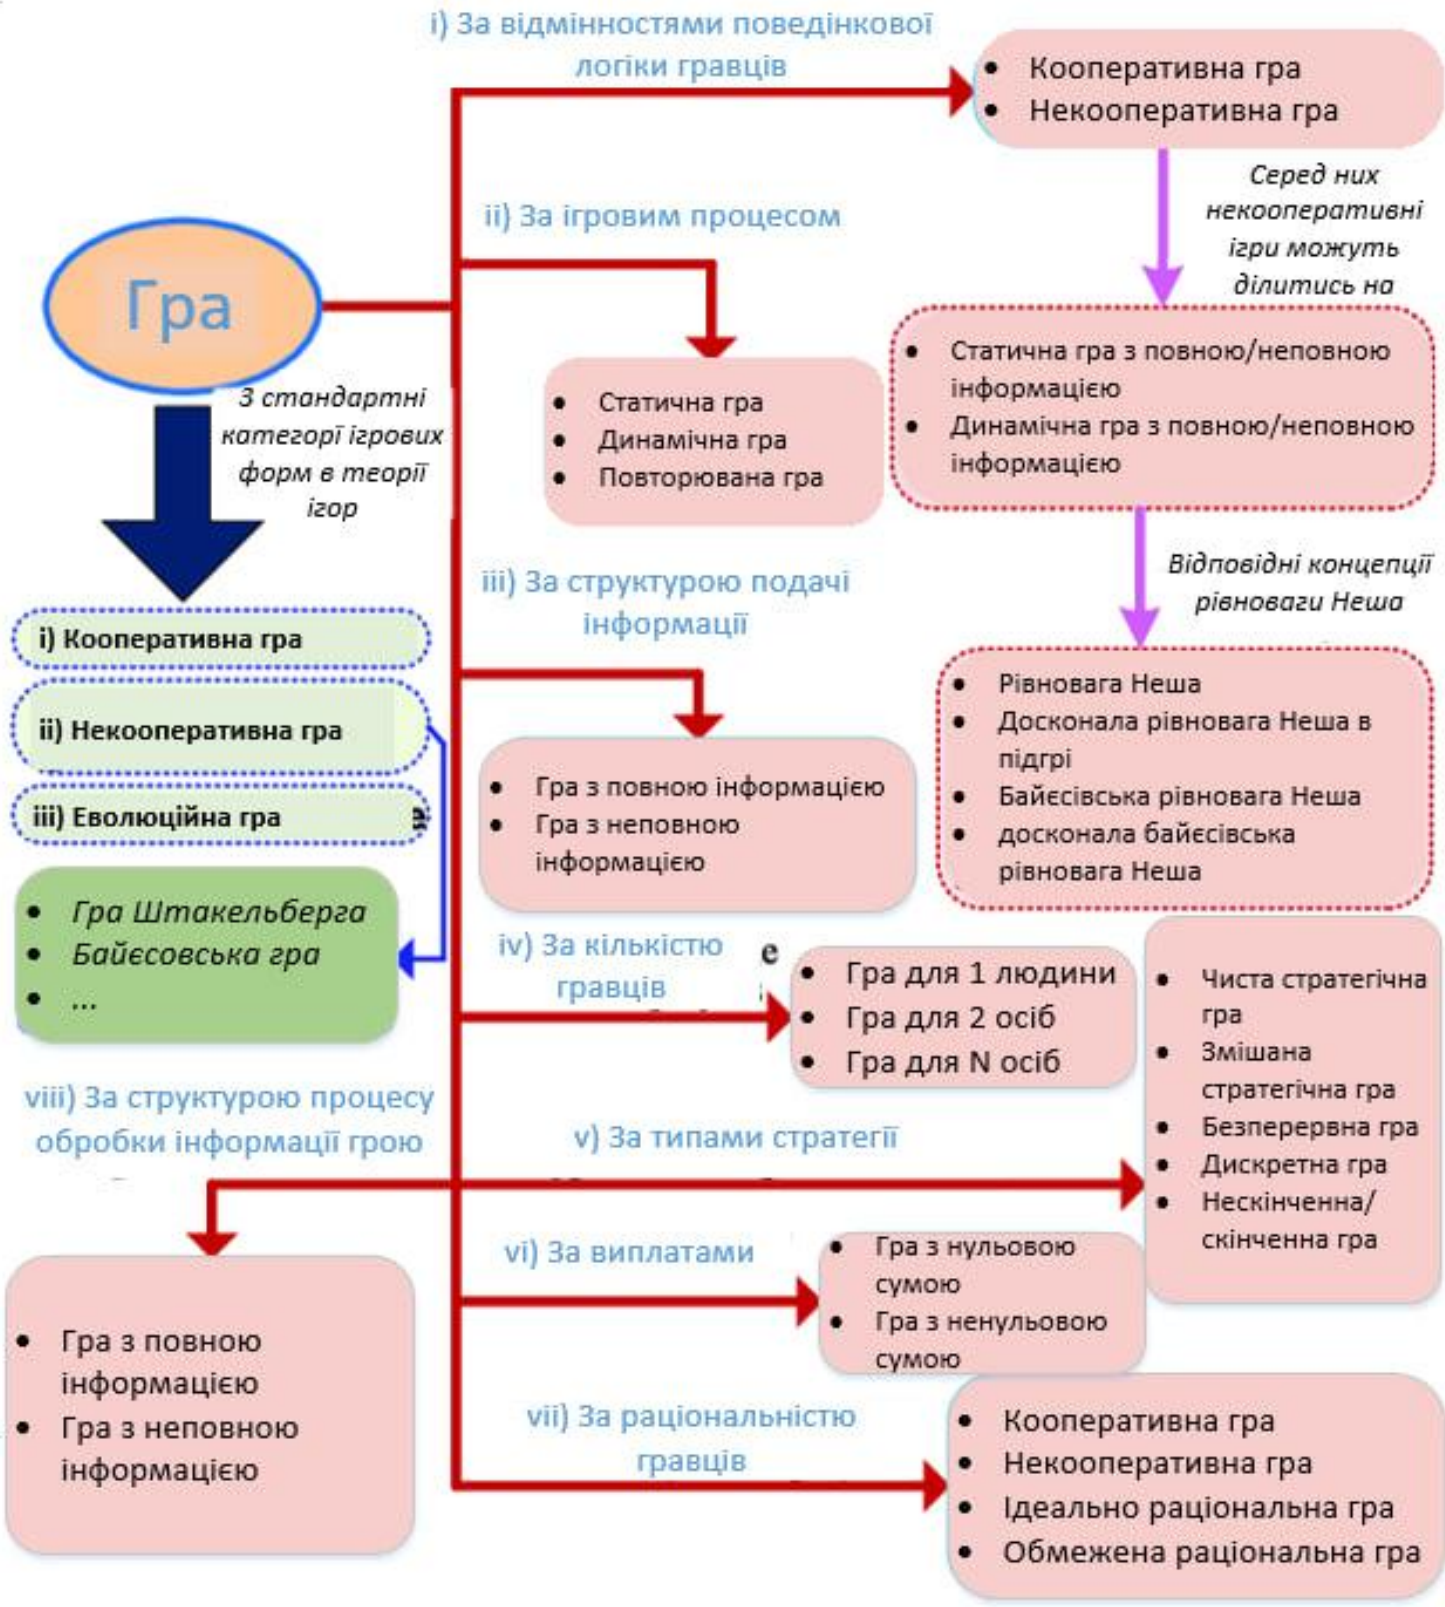 i) За відмінностями поведінкової
логіки гравців
• Кооперативна гра
• Некооперативна гра
Серед них
некооперативні
ігри можуть
ділитись на
ii) За ігровим процесом
Гра
• Статична гра
• Динамічна гра
• Повторювана гра
• Статична гра з повною/неповною
інформацією
• Динамічна гра з повною/неповною
інформацією
3 стандартні
категорї ігрових
форм в теорії
ігор
Відповідні концепції
рівноваги Неша
iii) За структурою подачі
інформації
i) Кооперативна гра
ii) Некооперативна гра
iii) Еволюційна гра
• Рівновага Неша
• Досконала рівновага Неша в
підгрі
• Байєсівська рівновага Неша
• досконала байєсівська
рівновага Неша
• Гра з повною інформацією
• Гра з неповною
інформацією
• Гра Штакельберга
• Байєсовська гра
• ...
iv) За кількістю
гравців
е
• Гра для 1 людини
• Гра для 2 осіб
• Гра для N осіб
• Чиста стратегічна
гра
• Змішана
стратегічна гра
• Безперервна гра
• Дискретна гра
• Нескінченна/
скінченна гра
viii) За структурою процесу
обробки інформації грою
v) За типами стратегії
vi) За виплатами
• Гра з нульовою
сумою
• Гра з ненульовою
сумою
• Гра з повною
інформацією
• Гра з неповною
інформацією
vii) За раціональністю
гравців
• Кооперативна гра
• Некооперативна гра
• Ідеально раціональна гра
• Обмежена раціональна гра